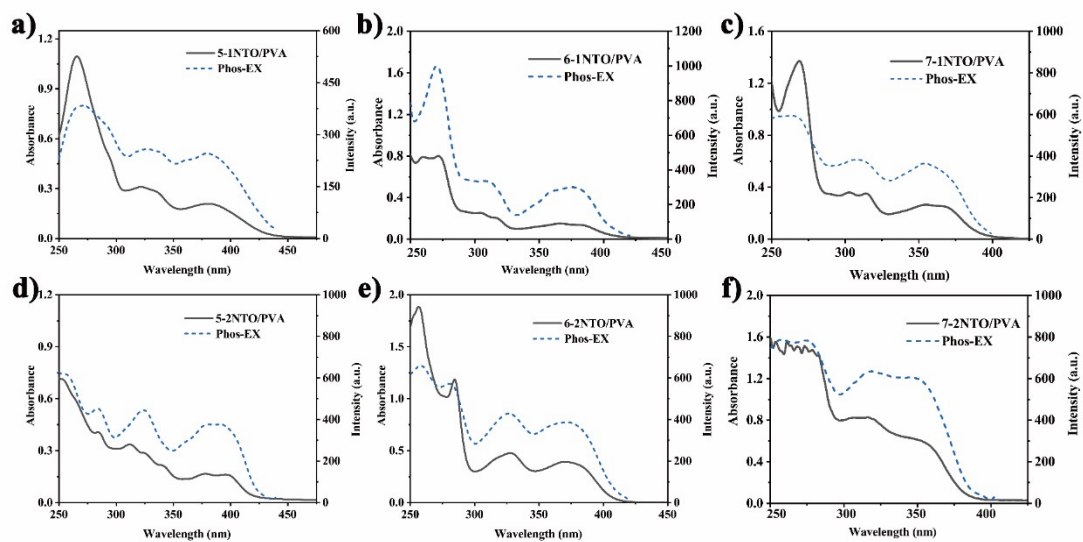 a)
5-1NTO/PVA
Phos-EX
Absorbance
Intensity (a.u.)
1.2
0.9
0.6
0.3
0.0
600
450
300
150
0
250 300 350 400 450
Wavelength (nm)
b)
6-1NTO/PVA
Phos-EX
Absorbance
Intensity (a.u.)
2.0
1.6
1.2
0.8
0.4
0.0
1200
1000
800
600
400
200
0
250 300 350 400 450
Wavelength (nm)
c)
7-1NTO/PVA
Phos-EX
Absorbance
Intensity (a.u.)
1.6
1.2
0.8
0.4
0.0
1000
800
600
400
200
0
250 300 350 400
Wavelength (nm)
d)
5-2NTO/PVA
Phos-EX
Absorbance
Intensity (a.u.)
1.2
0.9
0.6
0.3
0.0
1000
800
600
400
200
0
250 300 350 400 450
Wavelength (nm)
e)
6-2NTO/PVA
Phos-EX
Absorbance
Intensity (a.u.)
2.0
1.5
1.0
0.5
0.0
1000
800
600
400
200
0
250 300 350 400 450
Wavelength (nm)
f)
7-2NTO/PVA
Phos-EX
Absorbance
Intensity (a.u.)
2.0
1.6
1.2
0.8
0.4
0.0
1000
800
600
400
200
0
250 300 350 400
Wavelength (nm)